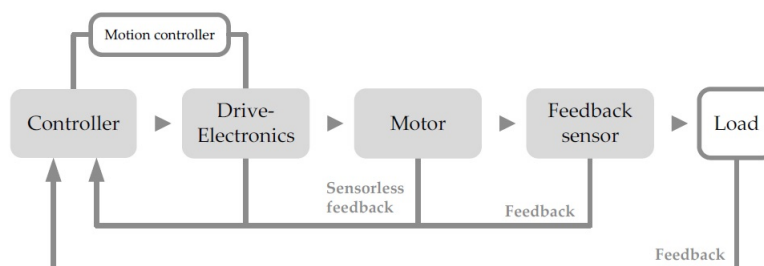 Motion controller
Controller
Drive-
Electronics
Motor
Feedback
sensor
Load
Sensorless
feedback
Feedback
Feedback